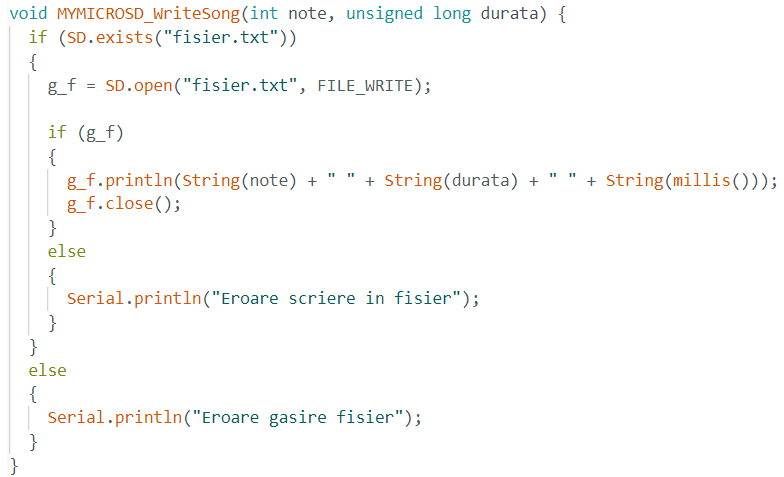 void MYMICROSD_WriteSong(int note, unsigned long durata) {
if (SD.exists("fisier.txt"))
{
g_f = SD.open("fisier.txt", FILE_WRITE);
if (g_f)
{
g_f.println(String(note) + " " + String(durata) + " " + String(millis()));
g_f.close();
}
else
{
Serial.println("Eroare scriere in fisier");
}
}
else
{
Serial.println("Eroare gasire fisier");
}
}